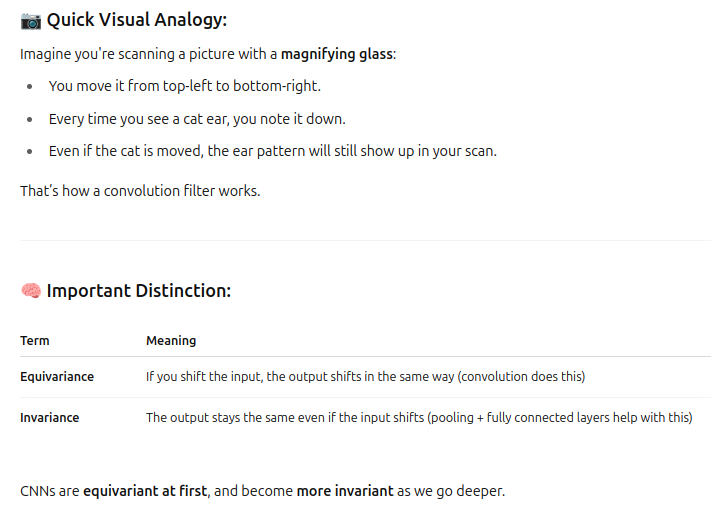 📷 Quick Visual Analogy:
Imagine you're scanning a picture with a magnifying glass:
• You move it from top-left to bottom-right.
• Every time you see a cat ear, you note it down.
• Even if the cat is moved, the ear pattern will still show up in your scan.
That’s how a convolution filter works.
🧠 Important Distinction:
Term Meaning
Equivariance If you shift the input, the output shifts in the same way (convolution does this)
Invariance The output stays the same even if the input shifts (pooling + fully connected layers help with this)
CNNs are equivariant at first, and become more invariant as we go deeper.